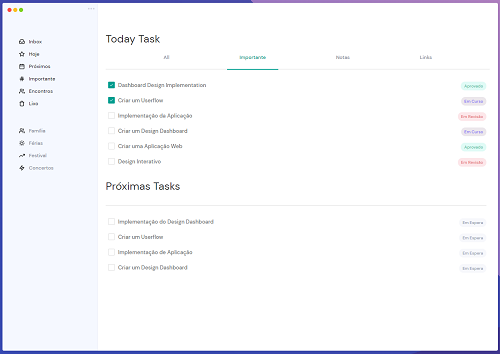 Inbox
Hoje
Próximos
Importante
Encontros
Lixo
Família
Férias
Festival
Concertos
Today Task
All Importante Notas Links
Dashboard Design Implementation Aprovado
Criar um Userflow Em Curso
Implementação da Aplicação Em Revisão
Criar um Design Dashboard Em Curso
Criar uma Aplicação Web Aprovado
Design Interativo Em Revisão
Próximas Tasks
Implementação do Design Dashboard Em Espera
Criar um Userflow Em Espera
Implementação de Aplicação Em Espera
Criar um Design Dashboard Em Espera